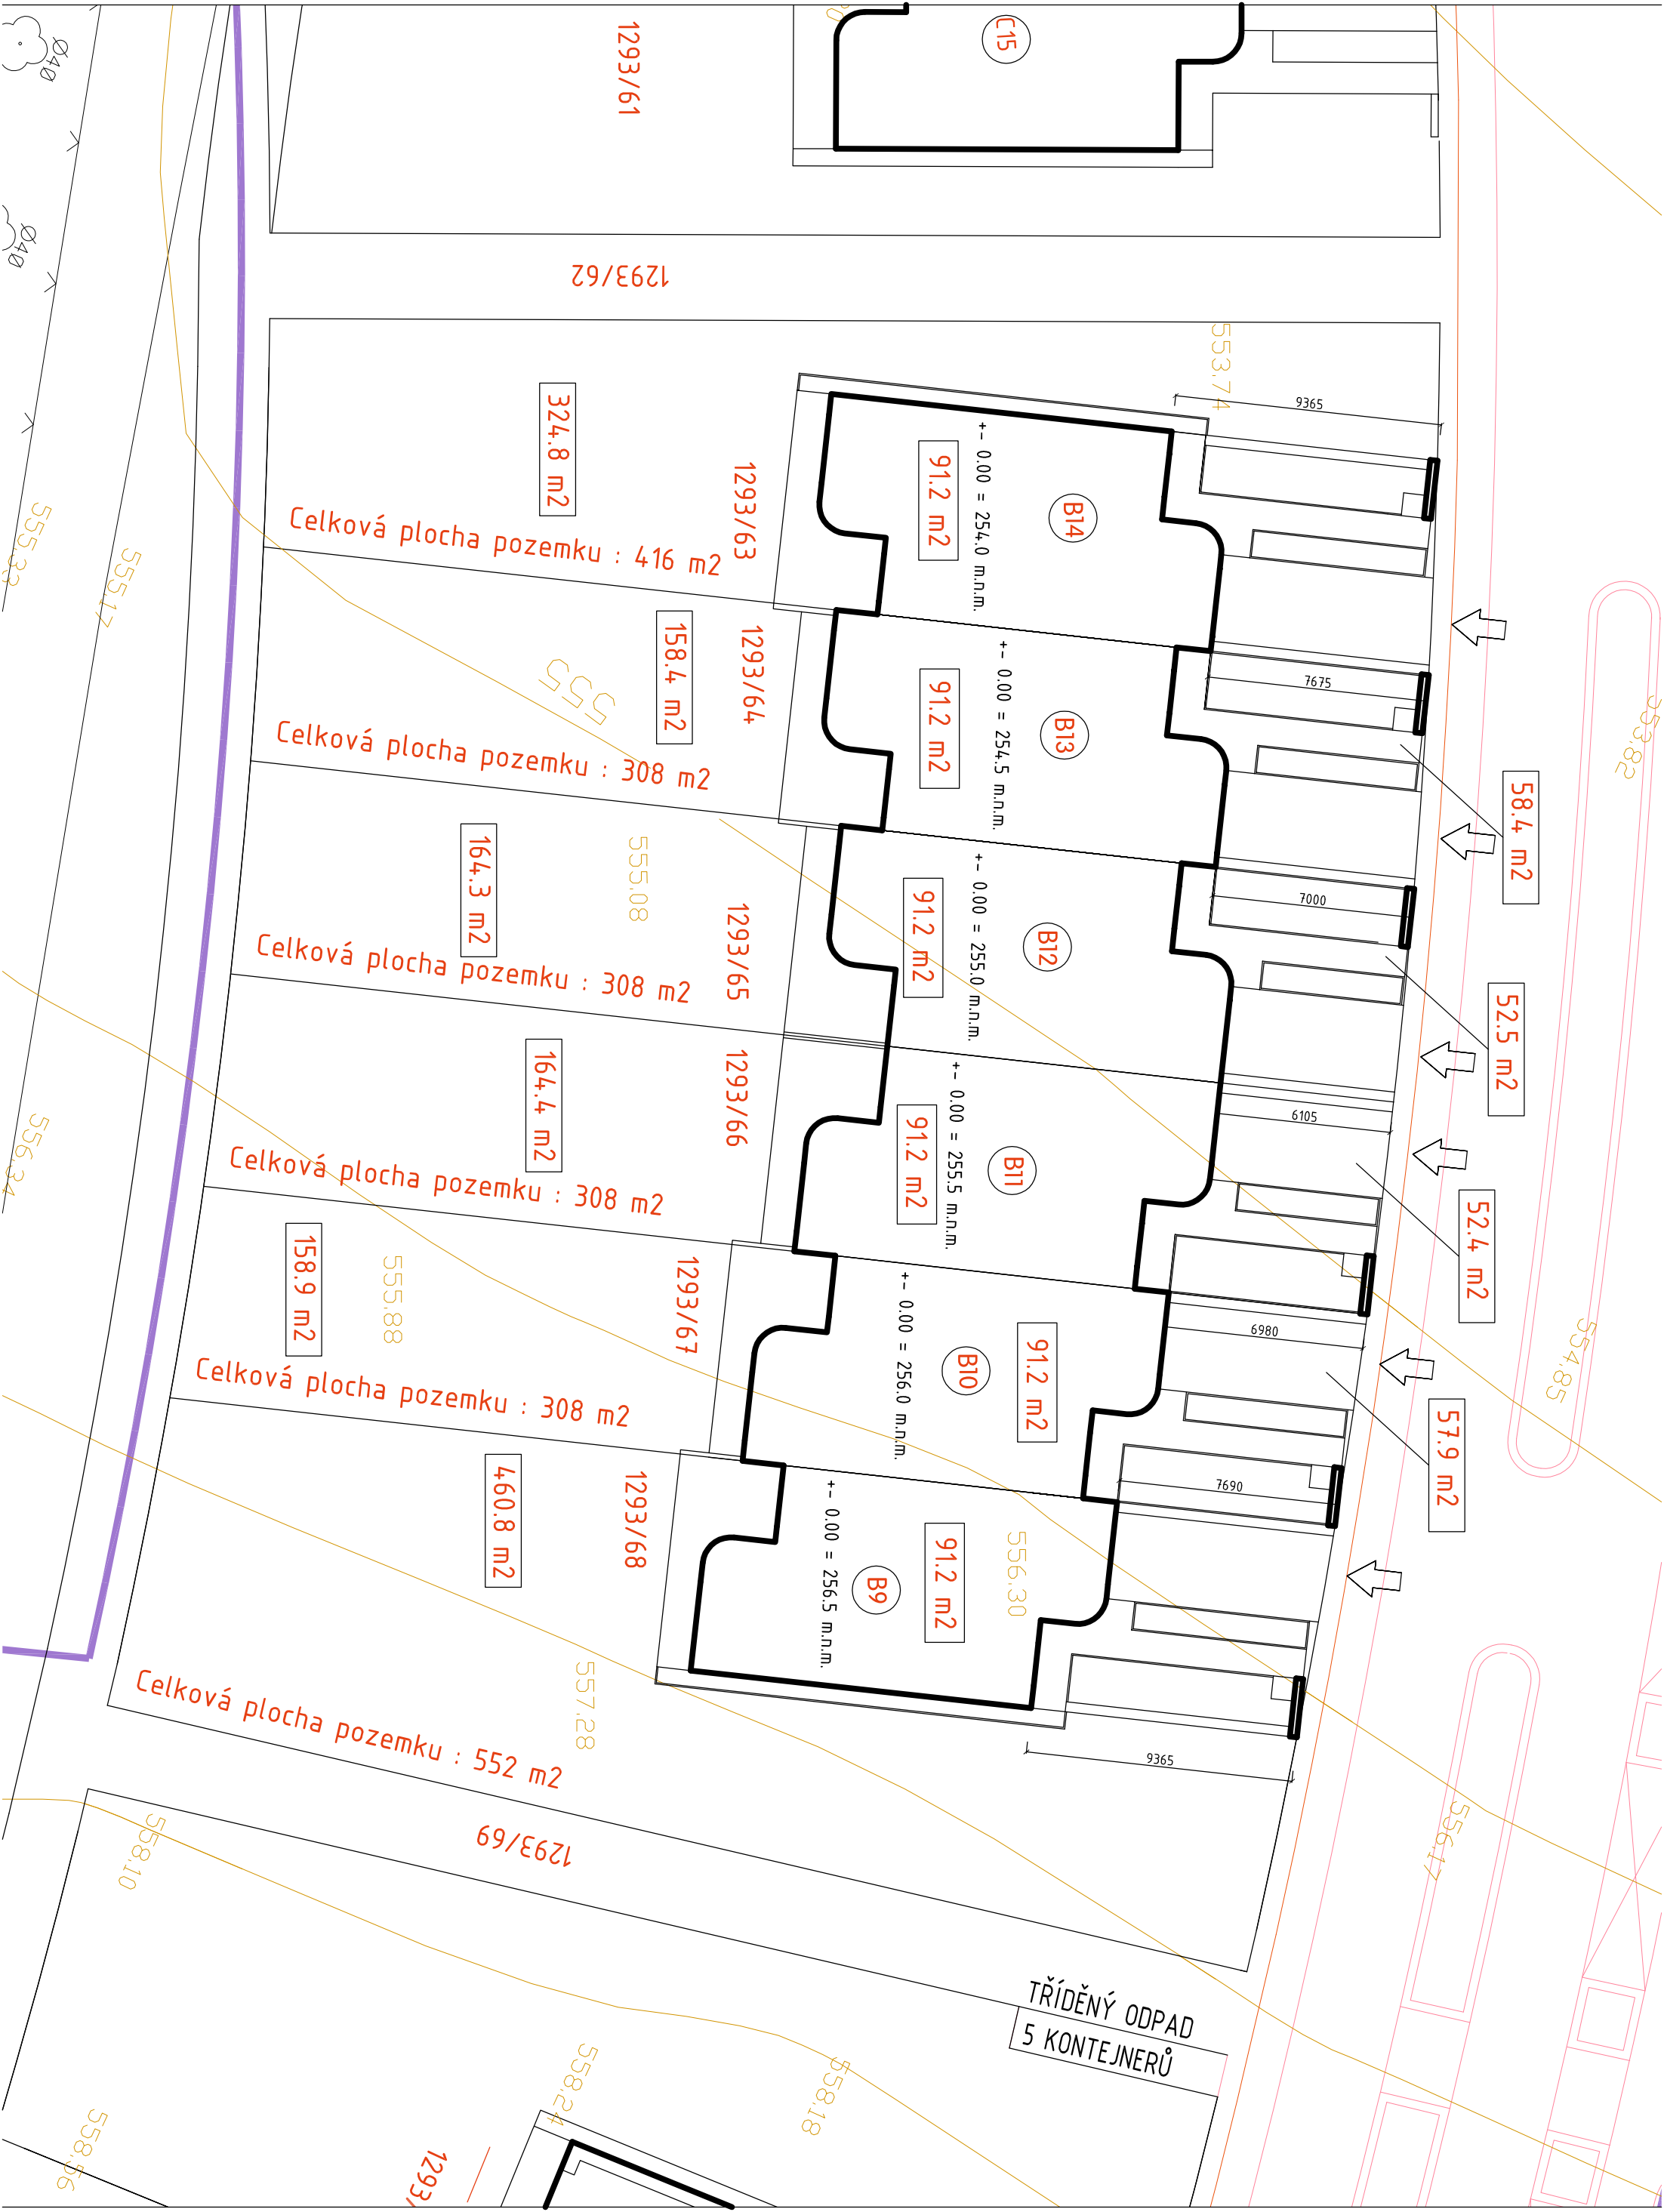 C15
1293/61
Ø40
Ø40
1293/62
553.74
9365
324.8 m2
1293/63
91.2 m2
+- 0.00 = 254.0 m.n.m.
B14
Celková plocha pozemku : 416 m2
555.33
555.17
158.4 m2
1293/64
555
91.2 m2
+- 0.00 = 254.5 m.n.m.
B13
7675
553.82
58.4 m2
Celková plocha pozemku : 308 m2
164.3 m2
555.08
1293/65
91.2 m2
+- 0.00 = 255.0 m.n.m.
B12
7000
52.5 m2
Celková plocha pozemku : 308 m2
164.4 m2
1293/66
91.2 m2
+- 0.00 = 255.5 m.n.m.
B11
6105
52.4 m2
556.34
Celková plocha pozemku : 308 m2
158.9 m2
555.88
1293/67
+- 0.00 = 256.0 m.n.m.
B10
91.2 m2
6980
57.9 m2
554.85
Celková plocha pozemku : 308 m2
460.8 m2
1293/68
+- 0.00 = 256.5 m.n.m.
B9
91.2 m2
556.30
7690
557.28
Celková plocha pozemku : 552 m2
9365
556.17
558.10
1293/69
TŘÍDĚNÝ ODPAD
5 KONTEJNERŮ
558.24
558.18
558.56
1293/